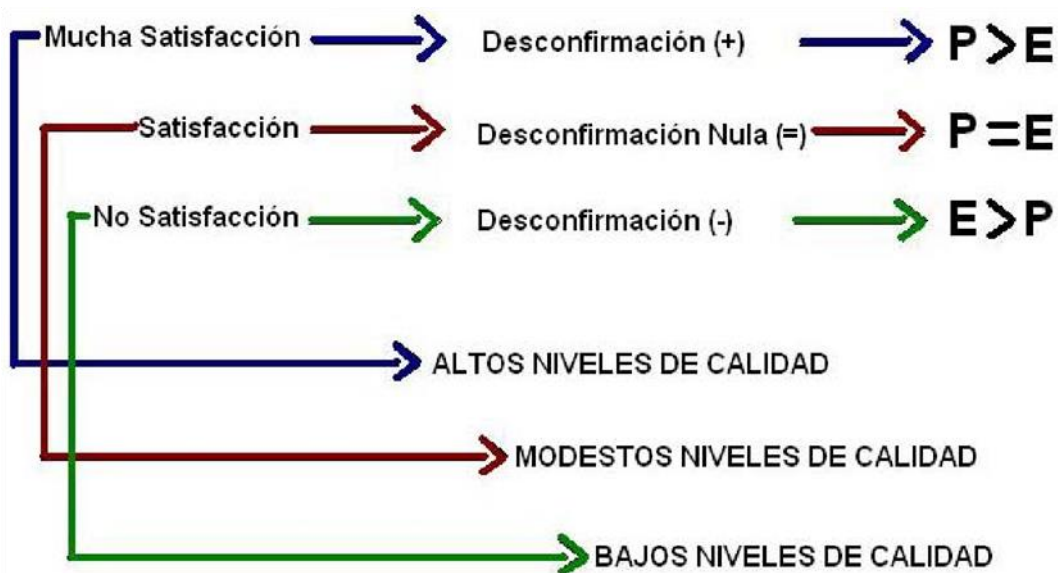 Mucha Satisfacción Desconfirmación (+) P>E
Satisfacción Desconfirmación Nula (=) P=E
No Satisfacción Desconfirmación (-) E>P
ALTOS NIVELES DE CALIDAD
MODESTOS NIVELES DE CALIDAD
BAJOS NIVELES DE CALIDAD